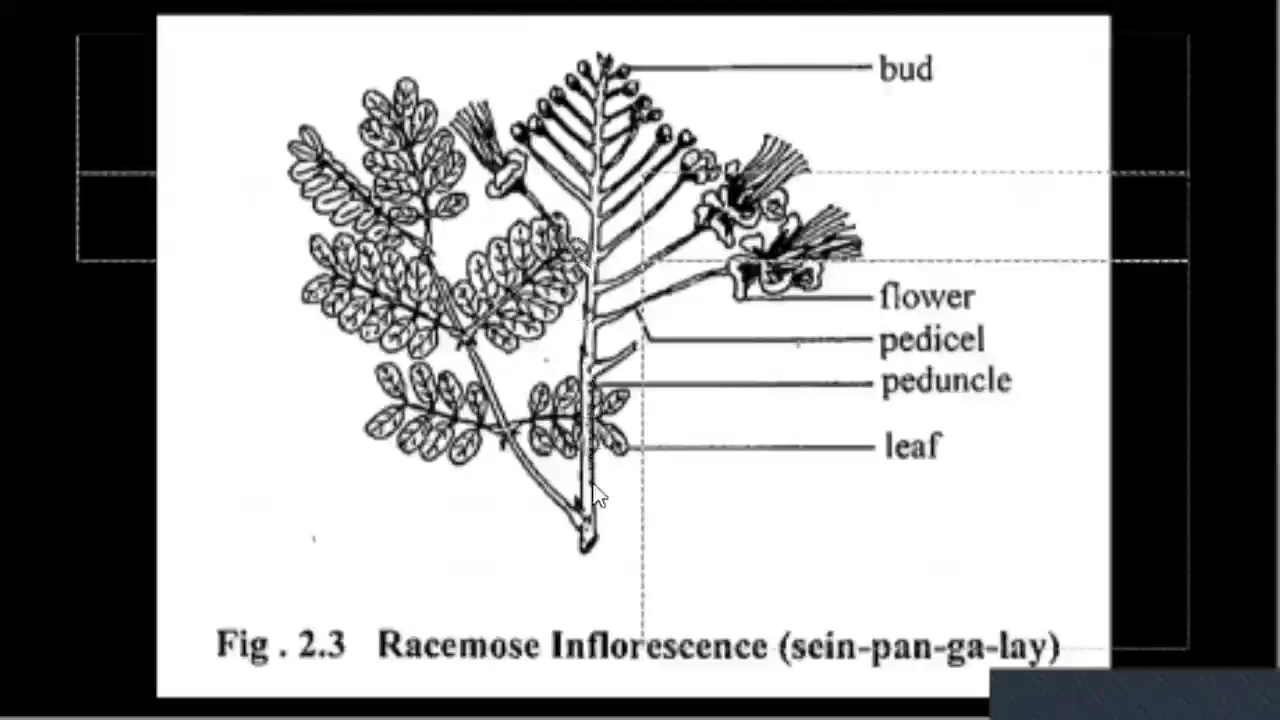 bud
flower
pedicel
peduncle
leaf
Fig . 2.3 Racemose Inflorescence (sein-pan-ga-lay)